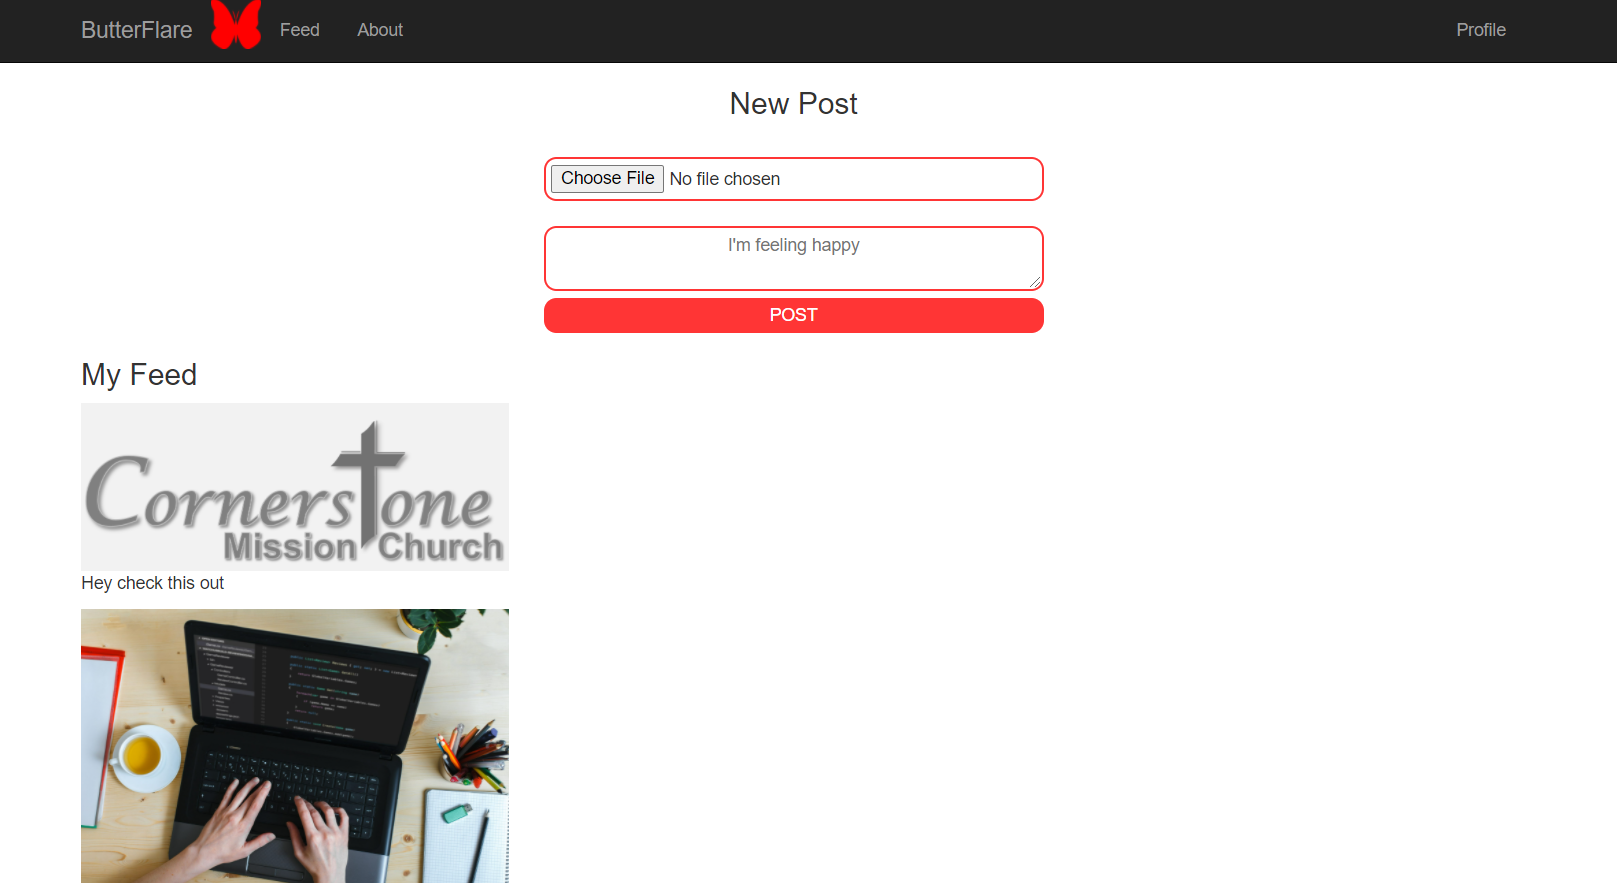 ButterFlare Feed About Profile
New Post
Choose File No file chosen
I'm feeling happy
POST
My Feed
Cornerstone
Mission Church
Hey check this out